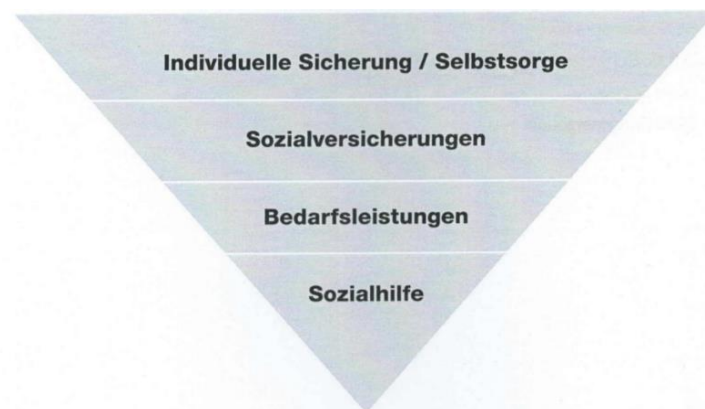 Individuelle Sicherung / Selbstsorge
Sozialversicherungen
Bedarfsleistungen
Sozialhilfe